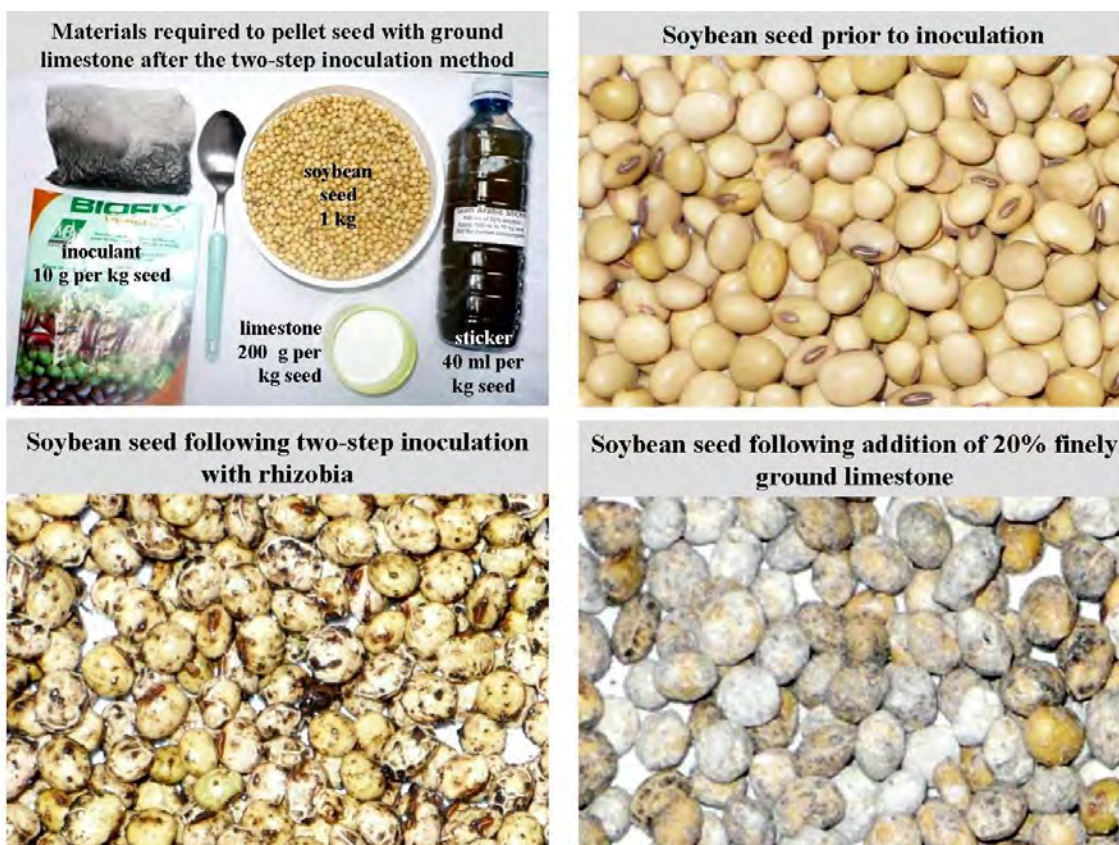 Materials required to pellet seed with ground
limestone after the two-step inoculation method
BIOFIX
inoculant
10 g per kg seed
soybean
seed
1 kg
limestone
200 g per
kg seed
Gum Arabic Sticker
sticker
40 ml per
kg seed
Soybean seed prior to inoculation
Soybean seed following two-step inoculation
with rhizobia
Soybean seed following addition of 20% finely
ground limestone